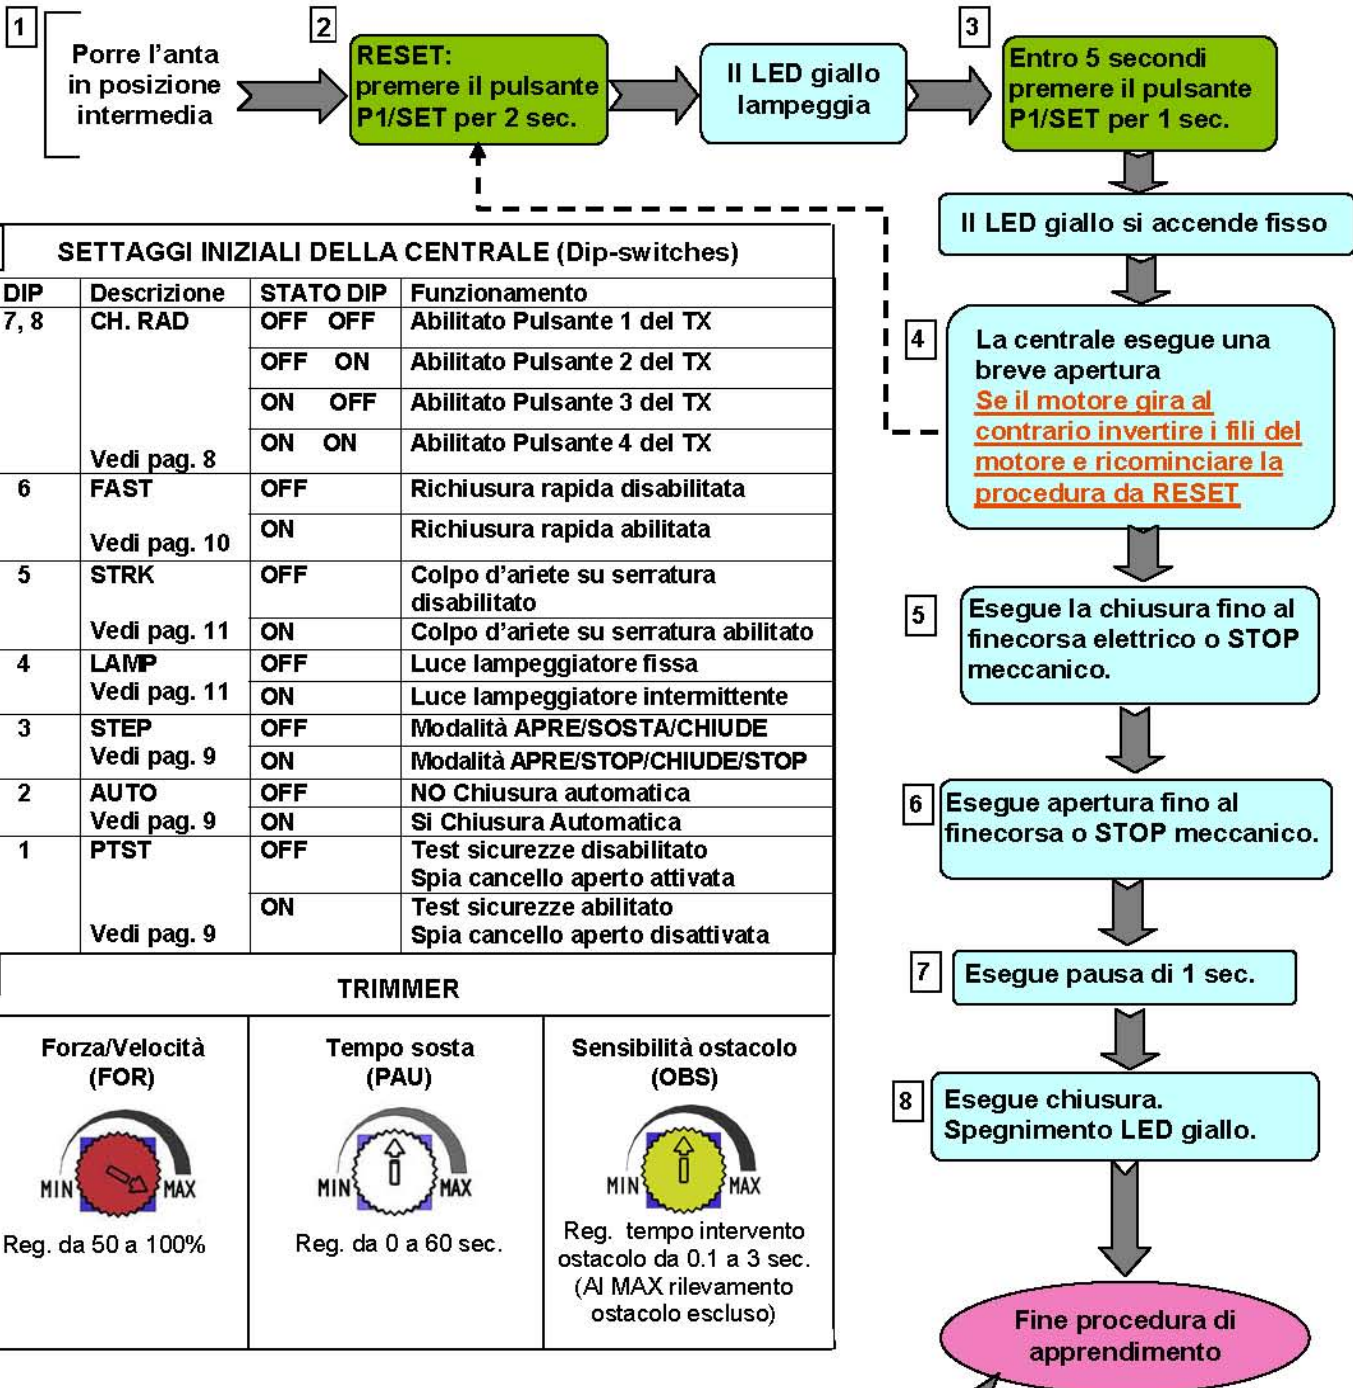 1
Porre l'anta
in posizione
intermedia
2
RESET:
premere il pulsante
P1/SET per 2 sec.
Il LED giallo
lampeggia
3
Entro 5 secondi
premere il pulsante
P1/SET per 1 sec.
Il LED giallo si accende fisso
4
La centrale esegue una
breve apertura
Se il motore gira al
contrario invertire i fili del
motore e ricominciare la
procedura da RESET
5
Esegue la chiusura fino al
finecorsa elettrico o STOP
meccanico.
6
Esegue apertura fino al
finecorsa o STOP meccanico.
7
Esegue pausa di 1 sec.
8
Esegue chiusura.
Spegnimento LED giallo.
Fine procedura di
apprendimento
SETTAGGI INIZIALI DELLA CENTRALE (Dip-switches)
DIP Descrizione STATO DIP Funzionamento
7, 8 CH. RAD OFF OFF Abilitato Pulsante 1 del TX
OFF ON Abilitato Pulsante 2 del TX
ON OFF Abilitato Pulsante 3 del TX
ON ON Abilitato Pulsante 4 del TX
Vedi pag. 8
6 FAST OFF Richiusura rapida disabilitata
ON Richiusura rapida abilitata
Vedi pag. 10
5 STRK OFF Colpo d'ariete su serratura
disabilitato
Vedi pag. 11 ON Colpo d'ariete su serratura abilitato
4 LAMP OFF Luce lampeggiatore fissa
Vedi pag. 11 ON Luce lampeggiatore intermittente
3 STEP OFF Modalità APRE/SOSTA/CHIUDE
Vedi pag. 9 ON Modalità APRE/STOP/CHIUDE/STOP
2 AUTO OFF NO Chiusura automatica
Vedi pag. 9 ON Si Chiusura Automatica
1 PTST OFF Test sicurezze disabilitato
Spia cancello aperto attivata
ON Test sicurezze abilitato
Vedi pag. 9 Spia cancello aperto disattivata
TRIMMER
Forza/Velocità
(FOR)
MIN MAX
Reg. da 50 a 100%
Tempo sosta
(PAU)
MIN MAX
Reg. da 0 a 60 sec.
Sensibilità ostacolo
(OBS)
MIN MAX
Reg. tempo intervento
ostacolo da 0.1 a 3 sec.
(Al MAX rilevamento
ostacolo escluso)